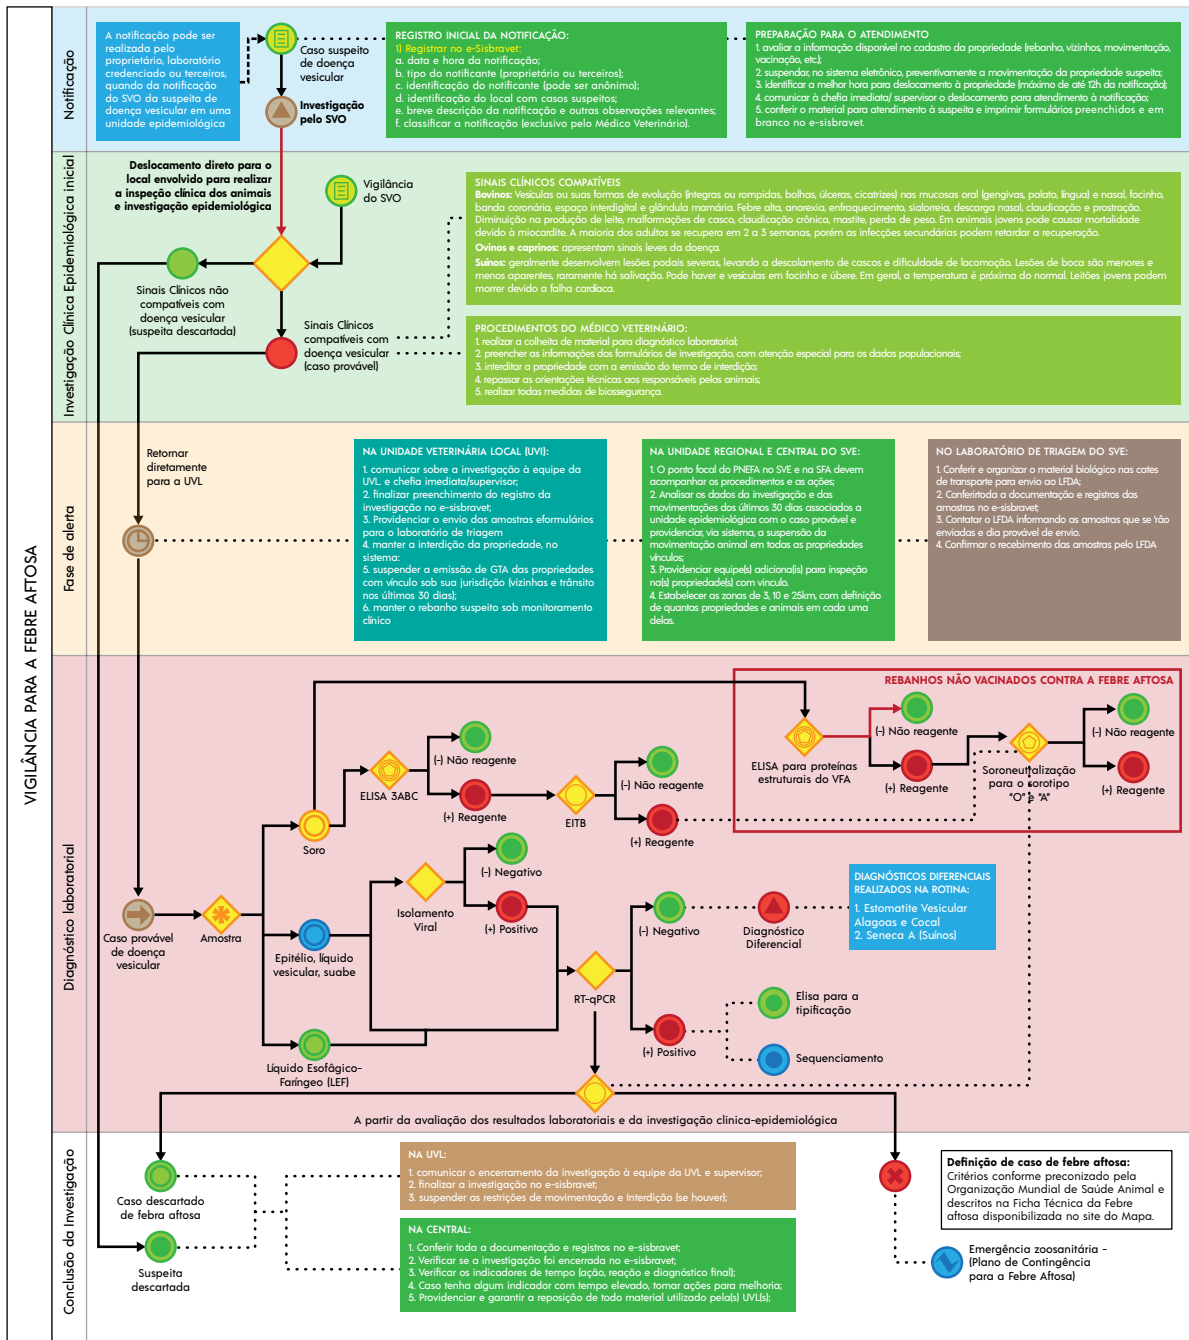 VIGILÂNCIA PARA A FEBRE AFTOSA
Notificação
A notificação pode ser
realizada pelo
proprietário, laboratório
credenciado ou terceiros,
quando da notificação
do SVO da suspeita de
doença vesicular em uma
unidade epidemiológica
Caso suspeito
de doença
vesicular
Investigação
pelo SVO
REGISTRO INICIAL DA NOTIFICAÇÃO:
1) Registrar no e-Sisbravet:
a. data e hora da notificação;
b. tipo do notificante (proprietário ou terceiros);
c. identificação do notificante (pode ser anônimo);
d. identificação do local com casos suspeitos;
e. breve descrição da notificação e outras observações relevantes;
f. classificar a notificação (exclusivo pelo Médico Veterinário).
PREPARAÇÃO PARA O ATENDIMENTO
1. avaliar a informação disponível no cadastro da propriedade (rebanho, vizinhos, movimentação,
vacinação, etc.);
2. suspendar, no sistema eletrônico, preventivamente a movimentação da propriedade suspeita;
3. identificar a melhor hora para deslocamento à propriedade (máximo de até 12h da notificação);
4. comunicar à chefia imediata/ supervisor o deslocamento para atendimento à notificação;
5. conferir o material para atendimento à suspeita e imprimir formulários preenchidos e em
branco no e-sisbravet.
Investigação Clínica Epidemiológica inicial
Deslocamento direto para o
local envolvido para realizar
a inspeção clínica dos animais
e investigação epidemiológica
Vigilância
do SVO
Sinais Clínicos não
compatíveis com
doença vesicular
(suspeita descartada)
Sinais Clínicos
compatíveis com
doença vesicular
(caso provável)
SINAIS CLÍNICOS COMPATÍVEIS
Bovinos: Vesículas ou suas formas de evolução (íntegras ou rompidas, bolhas, úlceras, cicatrizes) nas mucosas oral (gengivas, palato, língua) e nasal, focinho,
banda coronária, espaço interdigital e glândula mamária. Febre alta, anorexia, enfraquecimento, sialorreia, descarga nasal, claudicação e prostração.
Diminuição na produção de leite, malformações de casco, claudicação crônica, mastite, perda de peso. Em animais jovens pode causar mortalidade
devido à miocardite. A maioria dos adultos se recupera em 2 a 3 semanas, porém as infecções secundárias podem retardar a recuperação.
Ovinos e caprinos: apresentam sinais leves da doença.
Suínos: geralmente desenvolvem lesões podais severas, levando a descolamento de cascos e dificuldade de locomoção. Lesões de boca são menores e
menos aparentes, raramente há salivação. Pode haver e vesículas em focinho e úbere. Em geral, a temperatura é próxima do normal. Leitões jovens podem
morrer devido a falha cardíaca.
PROCEDIMENTOS DO MÉDICO VETERINÁRIO:
1. realizar a colheita de material para diagnóstico laboratorial;
2. preencher as informações dos formulários de investigação, com atenção especial para os dados populacionais;
3. interditar a propriedade com a emissão do termo de interdição;
4. repassar as orientações técnicas aos responsáveis pelos animais;
5. realizar todas medidas de biossegurança.
Fase de alerta
Retornar
diretamente
para a UVL
NA UNIDADE VETERINÁRIA LOCAL (UVI):
1. comunicar sobre a investigação à equipe da
UVL. e chefia imediata/supervisor;
2. finalizar preenchimento do registro da
investigação no e-sisbravet;
3. Providenciar o envio das amostras eformulários
para o laboratório de triagem
4. manter a interdição da propriedade, no
sistema:
5. suspender a emissão de GTA das propriedades
com vínculo sob sua jurisdição (vizinhas e trânsito
nos últimos 30 dias);
6. manter o rebanho suspeito sob monitoramento
clínico
NA UNIDADE REGIONAL E CENTRAL DO SVE:
1. O ponto focal do PNEFA no SVE e na SFA devem
acompanhar os procedimentos e as ações;
2. Analisar os dados da investigação e das
movimentações dos últimos 30 dias associados a
unidade epidemiológica com o caso provável e
providenciar, via sistema, a suspensão da
movimentação animal em todas as propriedades
vínculos;
3. Providenciar equipe(s) adiciona(is) para inspeção
na(s) propriedade(s) com vínculo.
4. Estabelecer as zonas de 3, 10 e 25km, com definição
de quantas propriedades e animais em cada uma
delas.
NO LABORATÓRIO DE TRIAGEM DO SVE:
1. Conferir e organizar o material biológico nas cates
de transporte para envio ao LFDA;
2. Conferirtoda a documentação e registros das
amostras no e-sisbravet;
3. Contatar o LFDA informando as amostras que se
enviadas e dia provável de envio.
4. Confirmar o recebimento das amostras pelo LFDA
Diagnóstico laboratorial
REBANHOS NÃO VACINADOS CONTRA A FEBRE AFTOSA
ELISA 3ABC
(-) Não reagente
(+) Reagente
EITB
(-) Não reagente
(+) Reagente
ELISA para proteínas
estruturais do VFA
(-) Não reagente
(+) Reagente
Soroneutralização
para o sorotipo
"O" e "A"
(-) Não reagente
(+) Reagente
Soro
Caso provável
de doença
vesicular
Amostra
Epitélio, líquido
vesicular, suabe
Isolamento
Viral
(-) Negativo
(+) Positivo
Líquido Esofágico-
Faríngeo (LEF)
RT-qPCR
(-) Negativo
(+) Positivo
Diagnóstico
Diferencial
DIAGNÓSTICOS DIFERENCIAIS
REALIZADOS NA ROTINA:
1. Estomatite Vesicular
Alagoas e Cocal
2. Seneca A (Suínos)
Elisa para a
tipificação
Sequenciamento
A partir da avaliação dos resultados laboratoriais e da investigação clinica-epidemiológica
Conclusão da Investigação
Caso descartado
de febra aftosa
Suspeita
descartada
NA UVL:
1. comunicar o encerramento da investigação à equipe da UVL e supervisor;
2. finalizar a investigação no e-sisbravet;
3. suspender as restrições de movimentação e Interdição (se houver);
NA CENTRAL:
1. Conferir toda a documentação e registros no e-sisbravet;
2. Verificar se a investigação foi encerrada no e-sisbravet;
3. Verificar os indicadores de tempo (ação, reação e diagnóstico final);
4. Caso tenha algum indicador com tempo elevado, tomar ações para melhoria;
5. Providenciar e garantir a reposição de todo material utilizado pela(s) UVL(s);
Definição de caso de febre aftosa:
Critérios conforme preconizado pela
Organização Mundial de Saúde Animal e
descritos na Ficha Técnica da Febre
aftosa disponibilizada no site do Mapa.
Emergência zoosanitária -
(Plano de Contingência
para a Febre Aftosa)